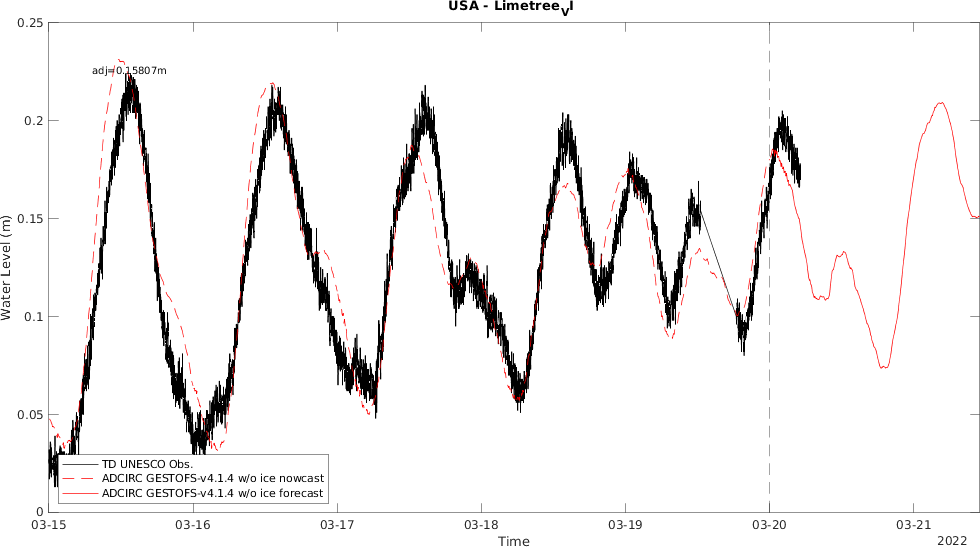 USA - LimetreeVI
adj=0.15807m
Water Level (m)
0.25
0.2
0.15
0.1
0.05
0
TD UNESCO Obs.
ADCIRC GESTOFS-v4.1.4 w/o ice nowcast
ADCIRC GESTOFS-v4.1.4 w/o ice forecast
03-15 03-16 03-17 03-18 03-19 03-20 03-21
Time
2022